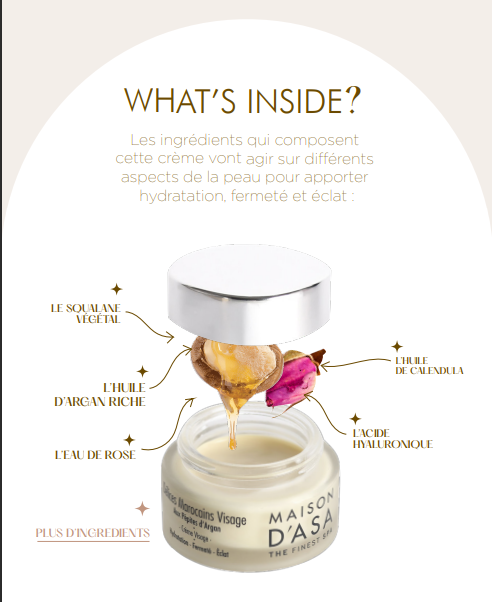 WHAT'S INSIDE?
Les ingrédients qui composent
cette crème vont agir sur différents
aspects de la peau pour apporter
hydratation, fermeté et éclat :
LE SQUALANE
VÉGÉTAL
L'HUILE
DE CALENDULA
L'HUILE
D'ARGAN RICHE
L'ACIDE
HYALURONIQUE
L'EAU DE ROSE
Marocains Visage
Aux Pépites d'Argan
- Crème Visage -
Hydratation - Fermeté - Éclat
MAISON
D'ASA
THE FINEST SPA
PLUS D'INGREDIENTS